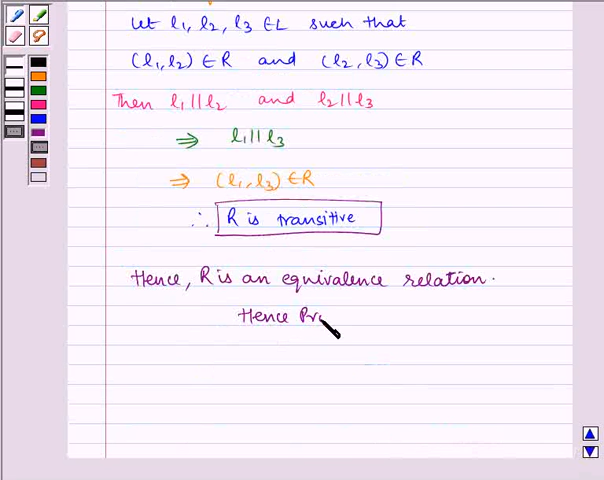 Let l₁, l₂, l₃ ∈ L such that
(l₁, l₂) ∈ R and (l₂, l₃) ∈ R
Then l₁ || l₂ and l₂ || l₃
⇒ l₁ || l₃
⇒ (l₁, l₃) ∈ R
∴ R is transitive
Hence, R is an equivalence relation.
Hence Pro